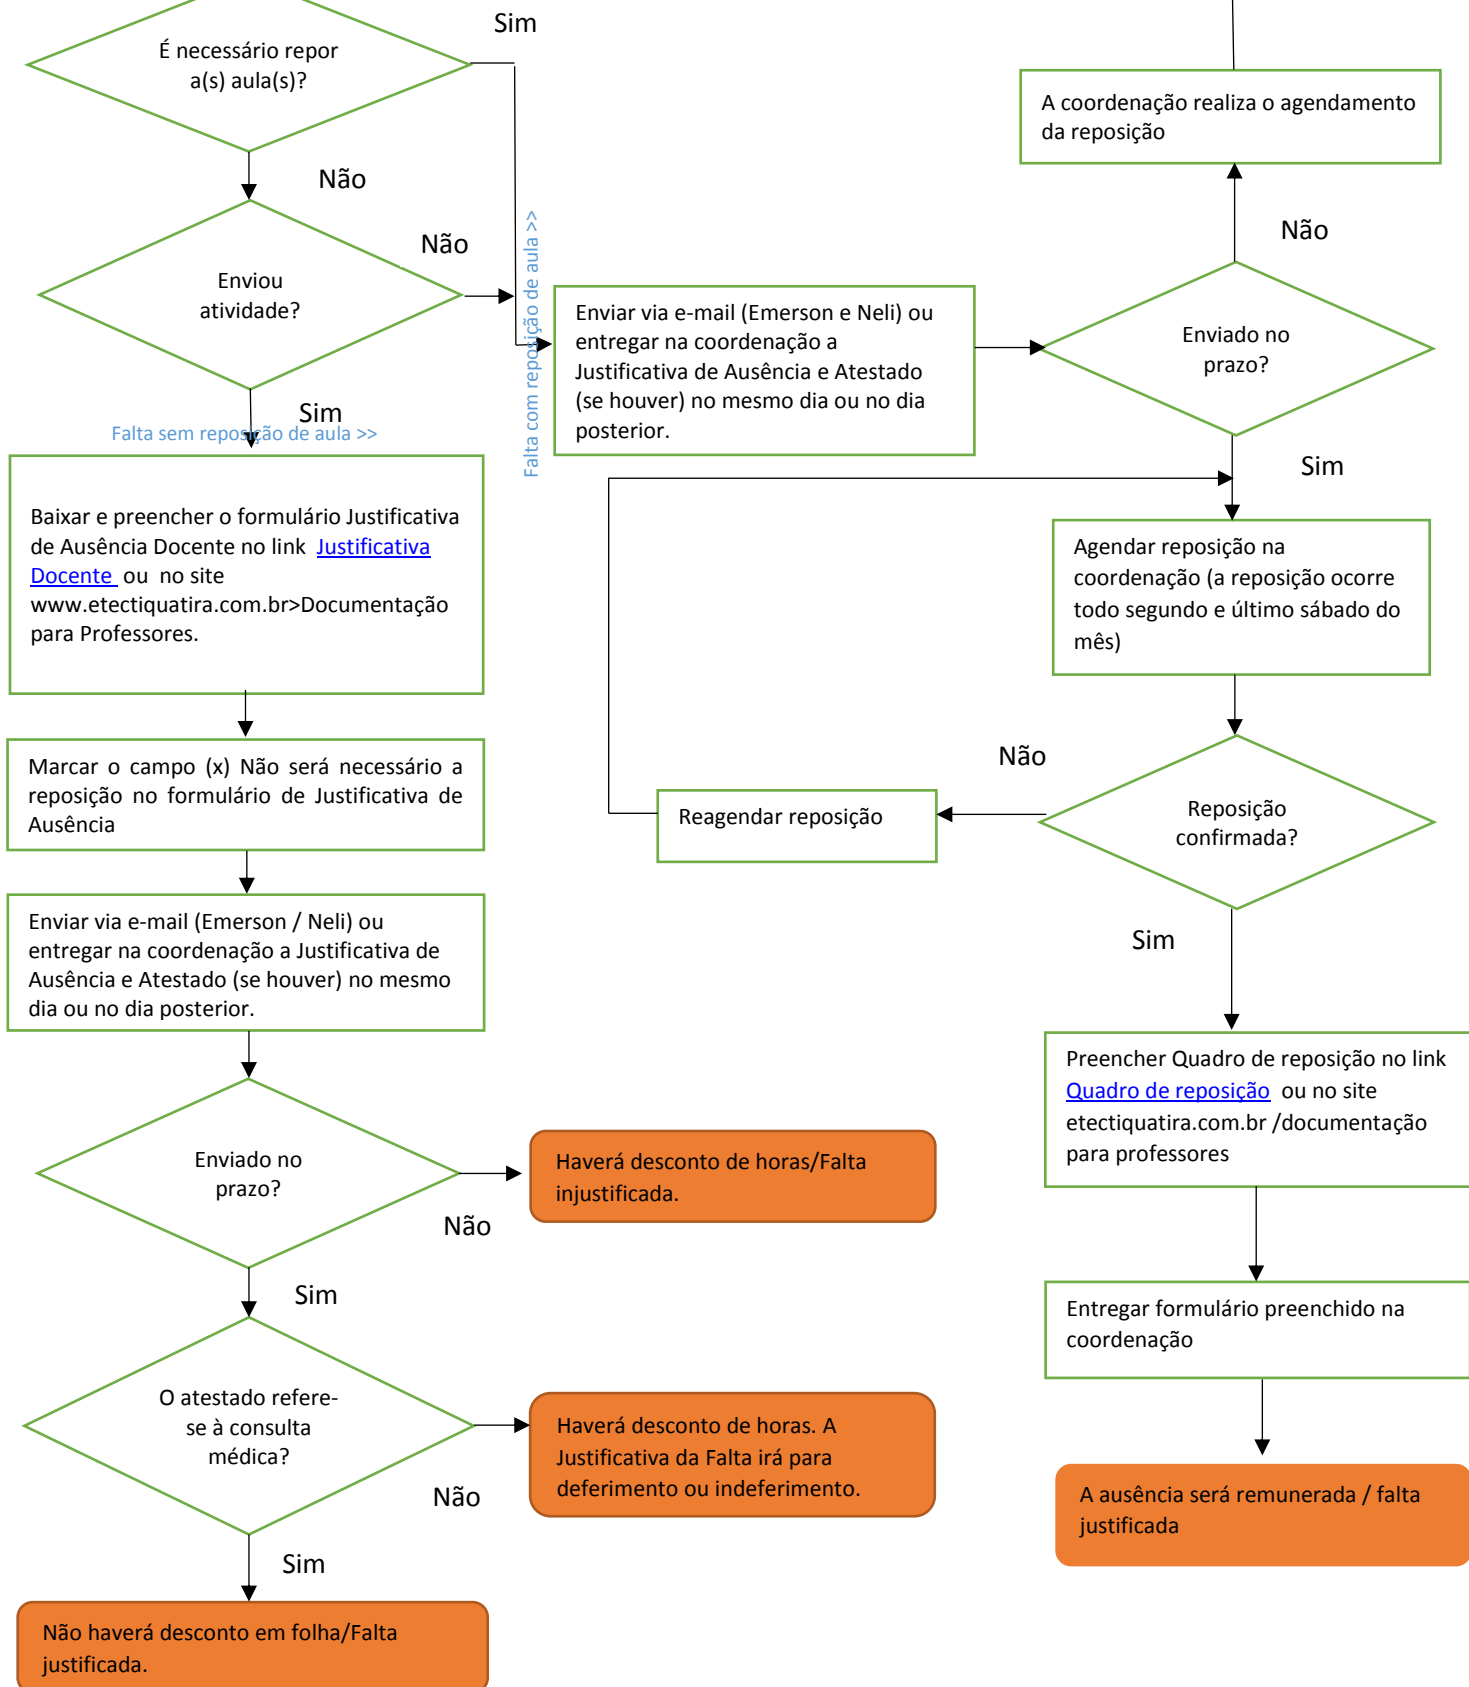 Sim
É necessário repor
a(s) aula(s)?
Não
Enviou
atividade?
Não
Sim
Falta sem reposição de aula >>
Falta com reposição de aula >>
Baixar e preencher o formulário Justificativa
de Ausência Docente no link Justificativa
Docente ou no site
www.etectiquatira.com.br>Documentação
para Professores.
Marcar o campo (x) Não será necessário a
reposição no formulário de Justificativa de
Ausência
Enviar via e-mail (Emerson / Neli) ou
entregar na coordenação a Justificativa de
Ausência e Atestado (se houver) no mesmo
dia ou no dia posterior.
Enviado no
prazo?
Não
Haverá desconto de horas/Falta
injustificada.
Sim
O atestado refere-
se à consulta
médica?
Não
Haverá desconto de horas. A
Justificativa da Falta irá para
deferimento ou indeferimento.
Sim
Não haverá desconto em folha/Falta
justificada.
Enviar via e-mail (Emerson e Neli) ou
entregar na coordenação a
Justificativa de Ausência e Atestado
(se houver) no mesmo dia ou no dia
posterior.
A coordenação realiza o agendamento
da reposição
Não
Enviado no
prazo?
Sim
Agendar reposição na
coordenação (a reposição ocorre
todo segundo e último sábado do
mês)
Não
Reagendar reposição
Reposição
confirmada?
Sim
Preencher Quadro de reposição no link
Quadro de reposição ou no site
etectiquatira.com.br /documentação
para professores
Entregar formulário preenchido na
coordenação
A ausência será remunerada / falta
justificada